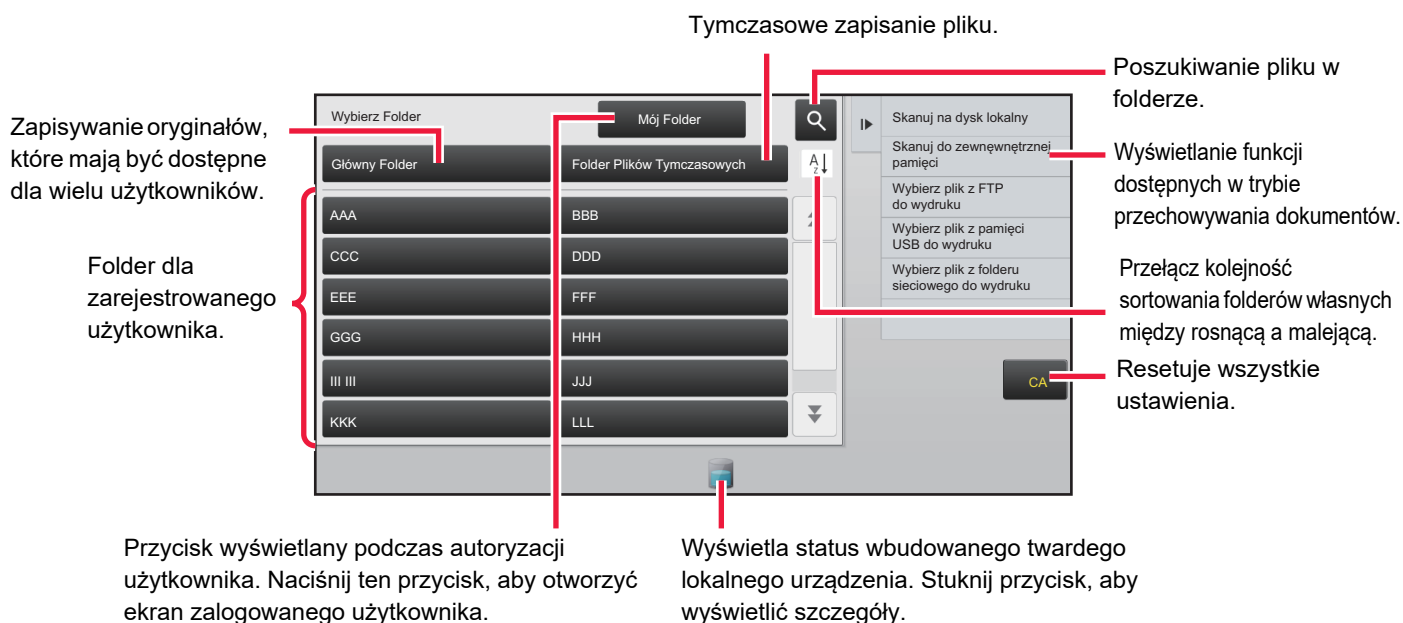 Tymczasowe zapisanie pliku.
Poszukiwanie pliku w
folderze.
Zapisywanie oryginałów,
które mają być dostępne
dla wielu użytkowników.
Wybierz Folder
Mój Folder
Główny Folder
Folder Plików Tymczasowych
A
z
AAA
BBB
CCC
DDD
EEE
FFF
GGG
HHH
III III
JJJ
KKK
LLL
Skanuj na dysk lokalny
Skanuj do zewnęwnętrznej
pamięci
Wybierz plik z FTP
do wydruku
Wybierz plik z pamięci
USB do wydruku
Wybierz plik z folderu
sieciowego do wydruku
CA
Wyświetlanie funkcji
dostępnych w trybie
przechowywania dokumentów.
Folder dla
zarejestrowanego
użytkownika.
Przełącz kolejność
sortowania folderów własnych
między rosnącą a malejącą.
Resetuje wszystkie
ustawienia.
Przycisk wyświetlany podczas autoryzacji
użytkownika. Naciśnij ten przycisk, aby otworzyć
ekran zalogowanego użytkownika.
Wyświetla status wbudowanego twardego
lokalnego urządzenia. Stuknij przycisk, aby
wyświetlić szczegóły.